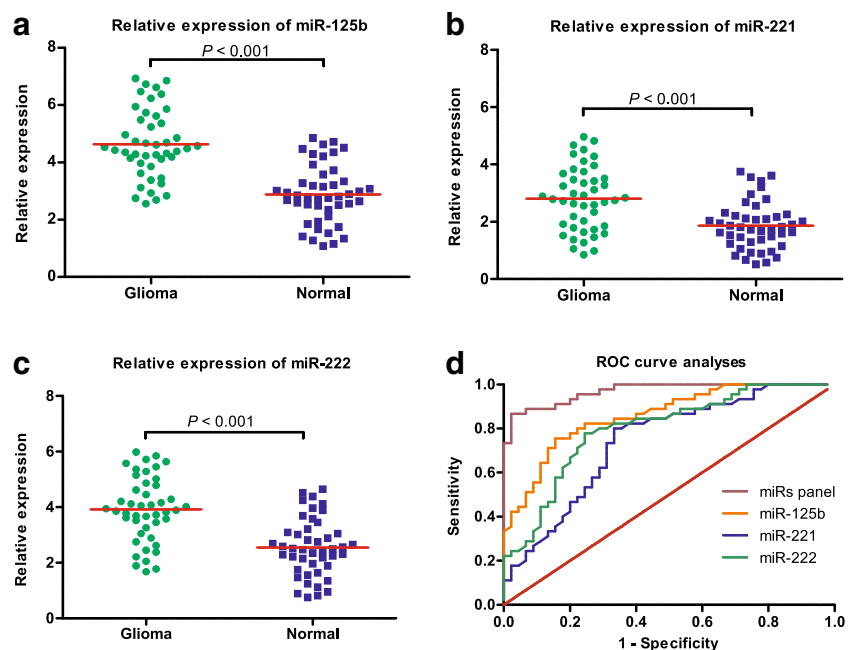 a
Relative expression of miR-125b
P < 0.001
Relative expression
8
6
4
2
0
Glioma
Normal
b
Relative expression of miR-221
P < 0.001
Relative expression
8
6
4
2
0
Glioma
Normal
c
Relative expression of miR-222
P < 0.001
Relative expression
8
6
4
2
0
Glioma
Normal
d
ROC curve analyses
Sensitivity
1.0
0.8
0.6
0.4
0.2
0.0
miRs panel
miR-125b
miR-221
miR-222
0.0 0.2 0.4 0.6 0.8 1.0
1 - Specificity